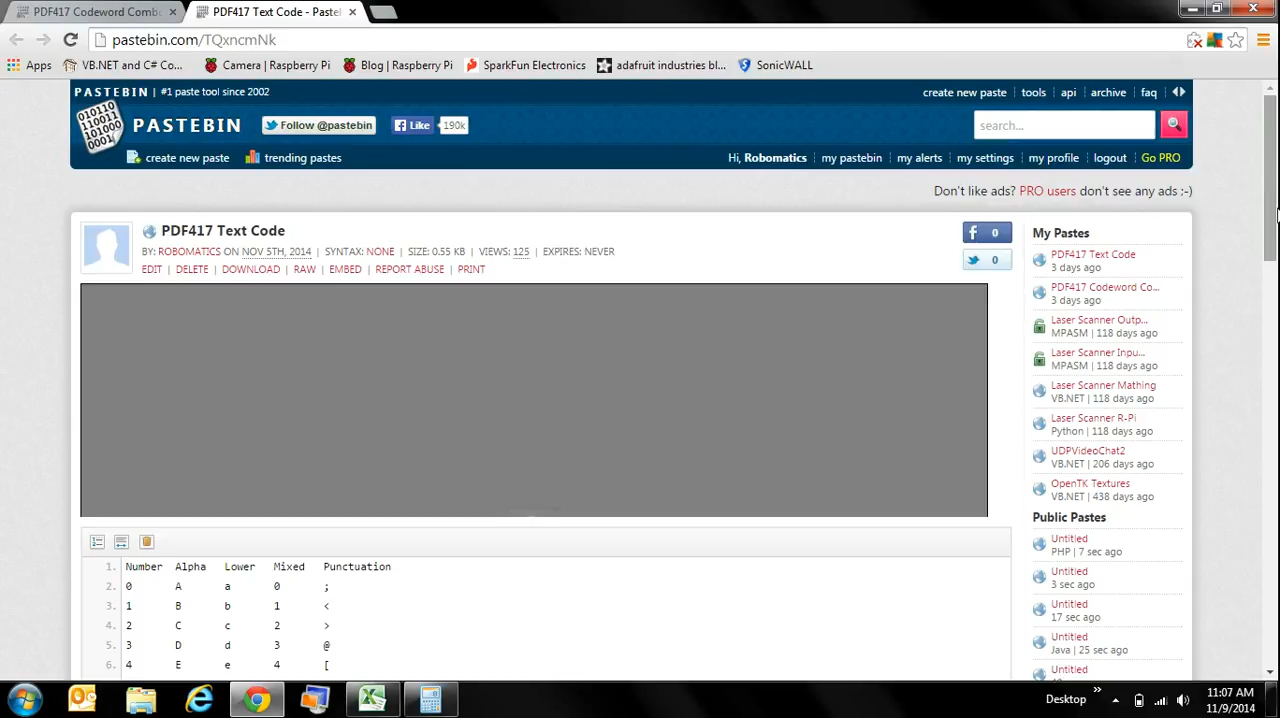 PDF417 Codeword Comb
PDF417 Text Code - Paste
pastebin.com/TQxncmNk
Apps VB.NET and C# Co... Camera | Raspberry Pi Blog | Raspberry Pi SparkFun Electronics adafruit industries bl... SonicWALL
PASTEBIN | #1 paste tool since 2002
create new paste tools api archive faq
PASTEBIN Follow @pastebin Like 190k search...
create new paste trending pastes
Hi, Robomatics my pastebin my alerts my settings my profile logout Go PRO
Don't like ads? PRO users don't see any ads :-)
PDF417 Text Code
BY: ROBOMATICS ON NOV 5TH, 2014 | SYNTAX: NONE | SIZE: 0.55 KB | VIEWS: 125 | EXPIRES: NEVER
EDIT | DELETE | DOWNLOAD | RAW | EMBED | REPORT ABUSE | PRINT
0
0
1. Number Alpha Lower Mixed Punctuation
2. 0 A a 0 ;
3. 1 B b 1 <
4. 2 C c 2 >
5. 3 D d 3 @
6. 4 E e 4 [
My Pastes
PDF417 Text Code
3 days ago
PDF417 Codeword Co...
3 days ago
Laser Scanner Outp...
MPASM | 118 days ago
Laser Scanner Inpu...
MPASM | 118 days ago
Laser Scanner Mathing
VB.NET | 118 days ago
Laser Scanner R-Pi
Python | 118 days ago
UDPVideoChat2
VB.NET | 206 days ago
OpenTK Textures
VB.NET | 438 days ago
Public Pastes
Untitled
PHP | 7 sec ago
Untitled
3 sec ago
Untitled
17 sec ago
Untitled
Java | 25 sec ago
Untitled
Desktop
11:07 AM
11/9/2014